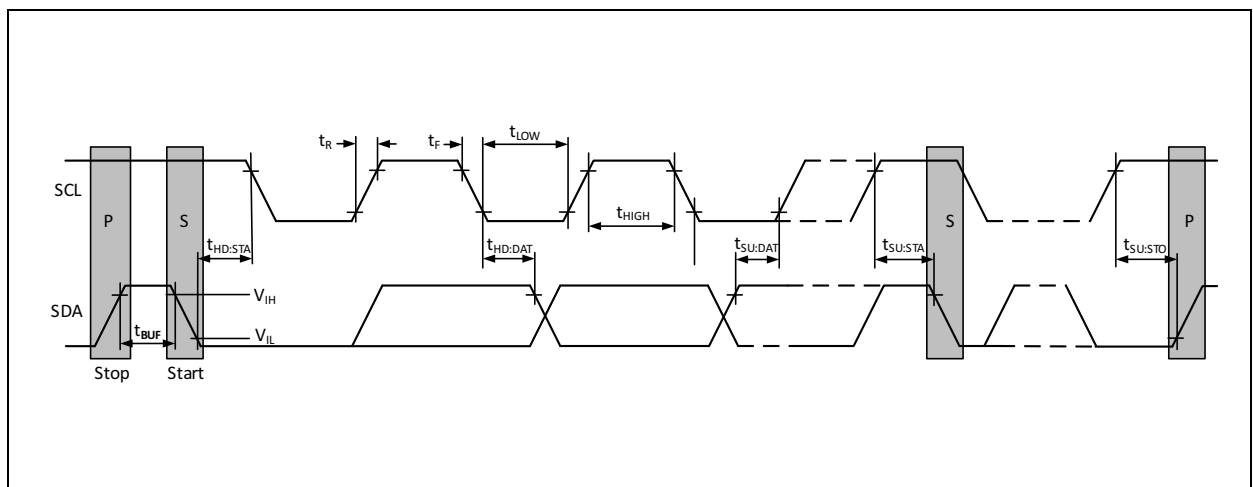 tR
tF
tLOW
SCL
P
S
tHIGH
S
P
tHD:STA
tHD:DAT
tSU:DAT
tSU:STA
tSU:STO
SDA
VIH
tBUF
VIL
Stop
Start